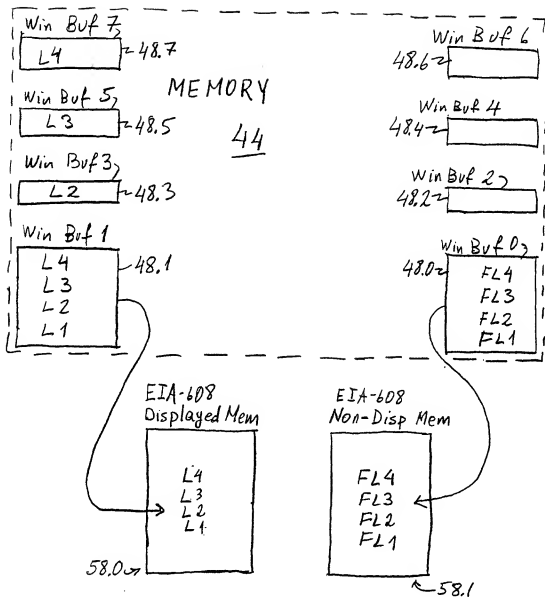 Win Buf 7
L4
48.7
Win Buf 6
48.6
MEMORY
44
Win Buf 5
L3
48.5
Win Buf 4
48.4
Win Buf 3
L2
48.3
Win Buf 2
48.2
Win Buf 1
L4
L3
L2
L1
48.1
Win Buf 0
48.0
FL4
FL3
FL2
FL1
EIA-608
Displayed Mem
L4
L3
L2
L1
58.0
EIA-608
Non-Disp Mem
FL4
FL3
FL2
FL1
58.1